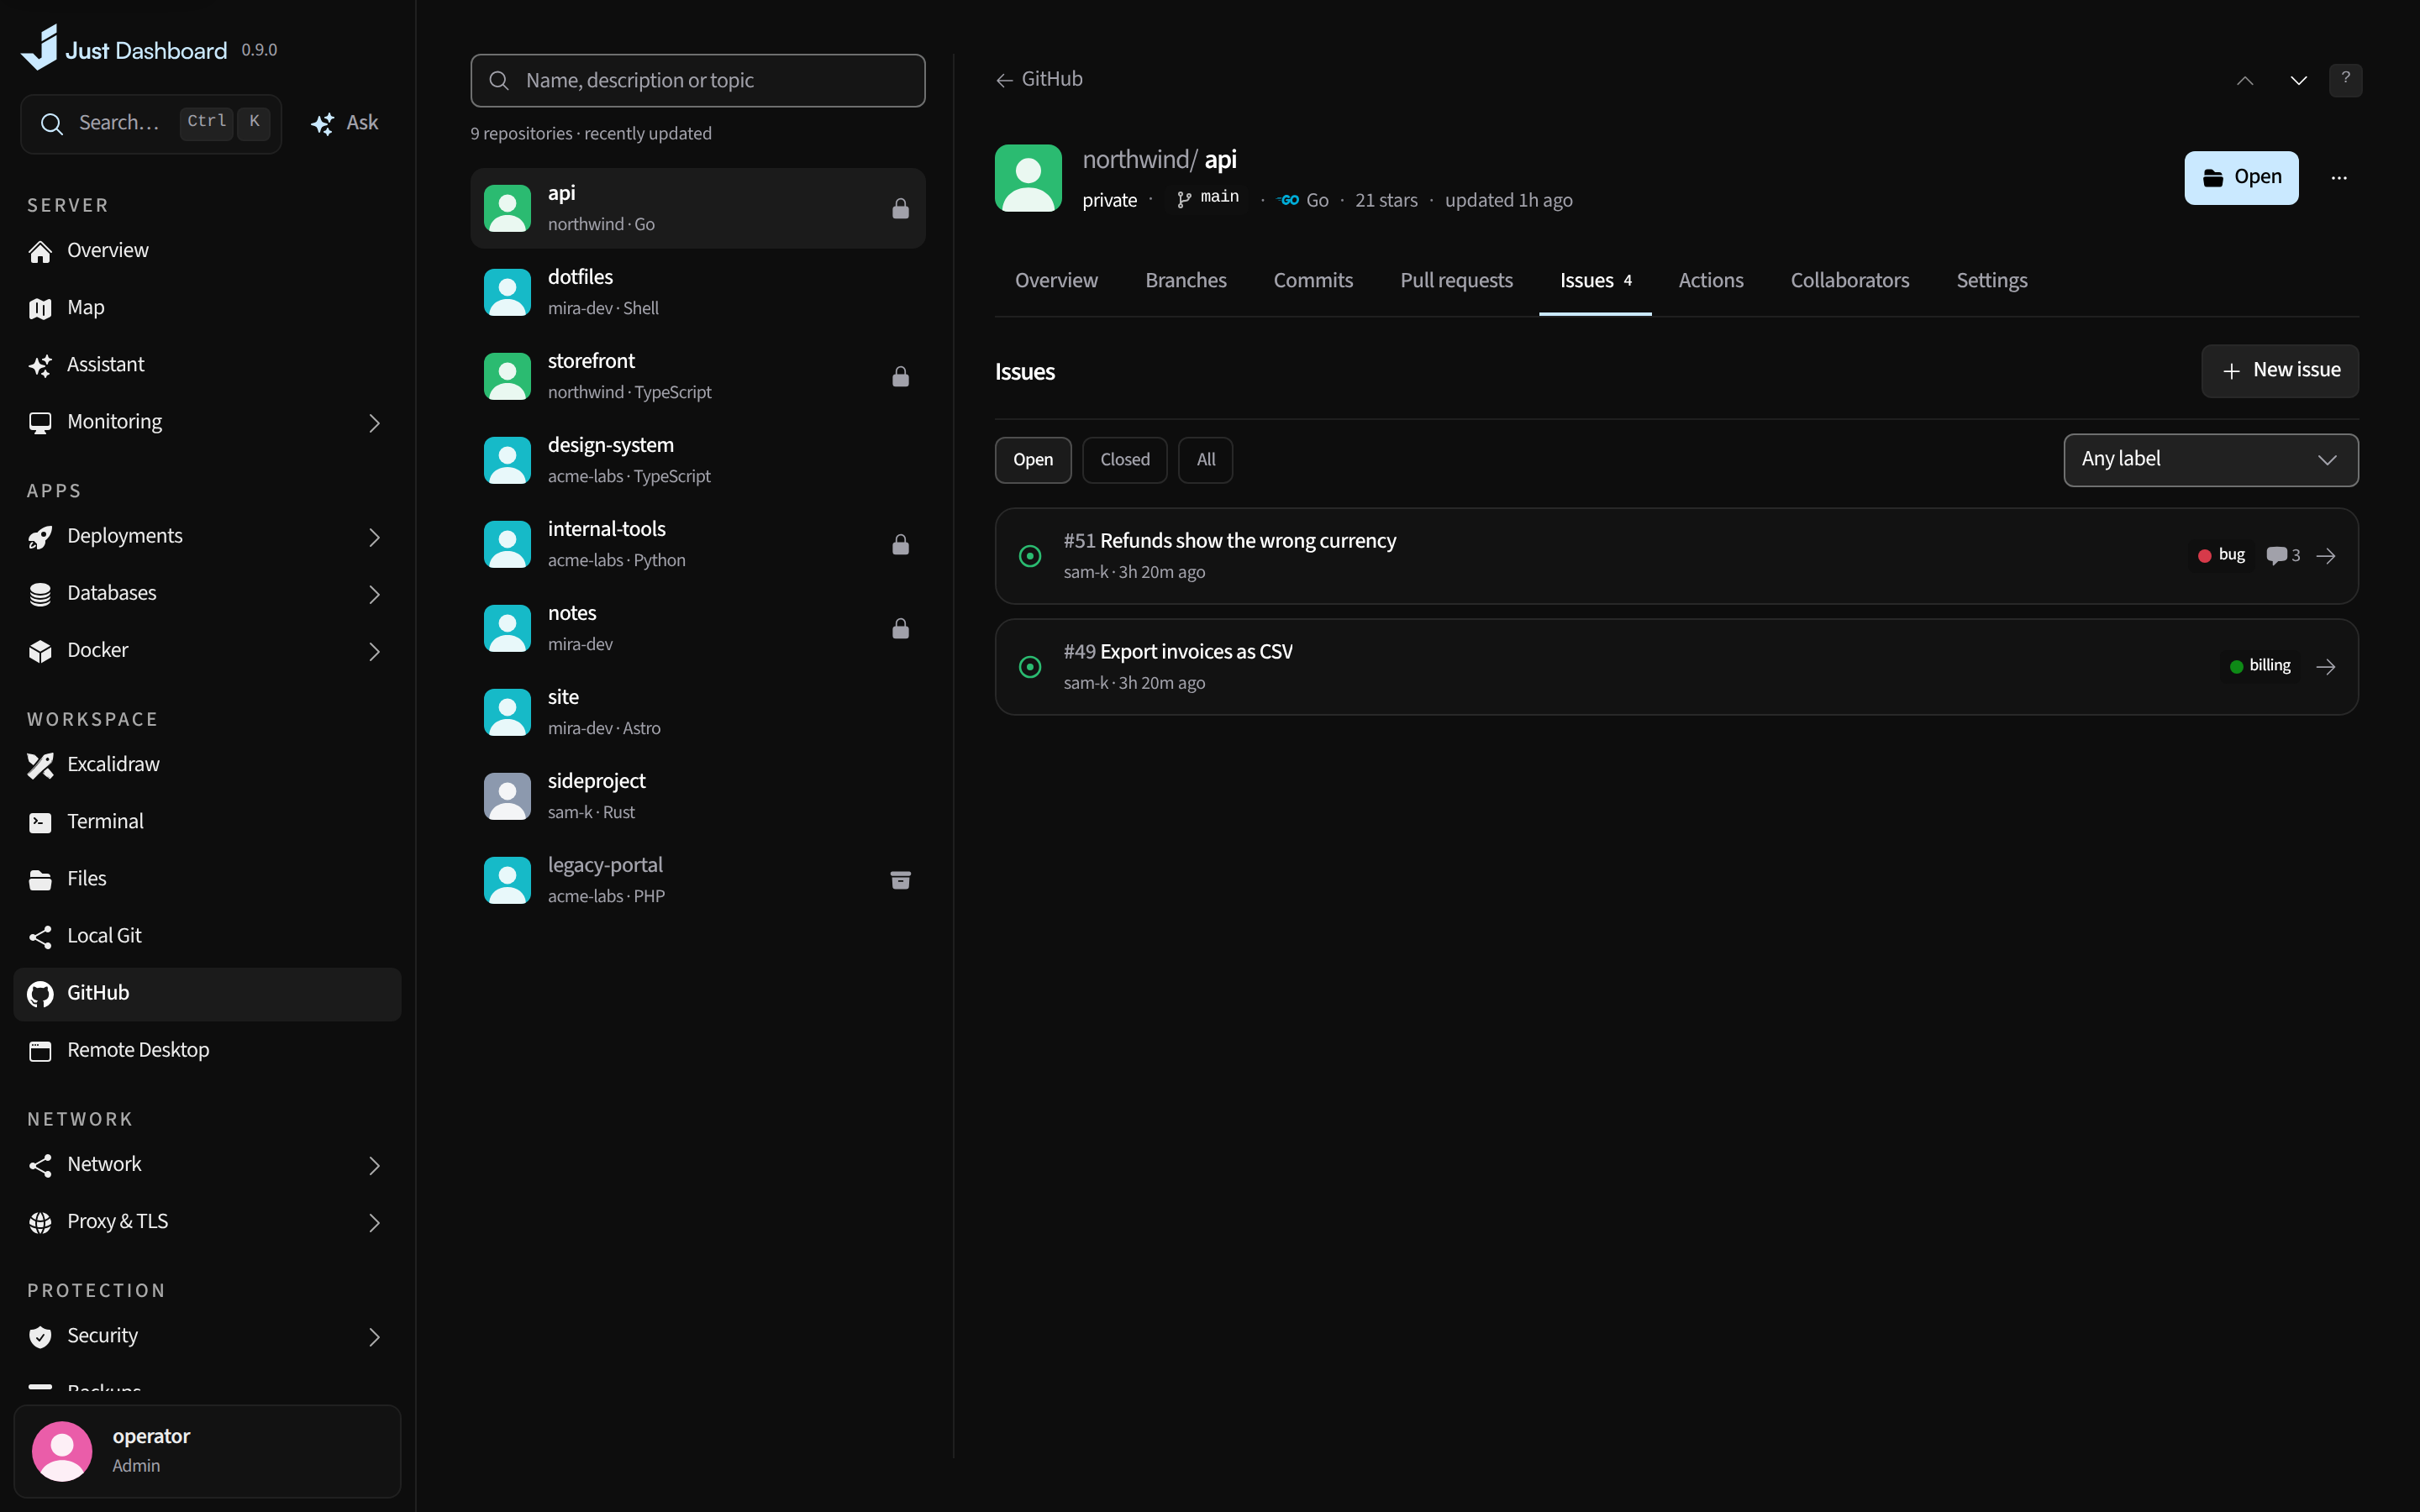 Just Dashboard 0.9.0
Search… Ctrl K Ask
SERVER
Overview
Map
Assistant
Monitoring
APPS
Deployments
Databases
Docker
WORKSPACE
Excalidraw
Terminal
Files
Local Git
GitHub
Remote Desktop
NETWORK
Network
Proxy & TLS
PROTECTION
Security
Backups
operator
Admin
Name, description or topic
9 repositories · recently updated
api
northwind · Go
dotfiles
mira-dev · Shell
storefront
northwind · TypeScript
design-system
acme-labs · TypeScript
internal-tools
acme-labs · Python
notes
mira-dev
site
mira-dev · Astro
sideproject
sam-k · Rust
legacy-portal
acme-labs · PHP
← GitHub ?
northwind/ api
private · main · GO Go · 21 stars · updated 1h ago
Open ...
Overview Branches Commits Pull requests Issues 4 Actions Collaborators Settings
Issues
+ New issue
Open Closed All Any label
#51 Refunds show the wrong currency
sam-k · 3h 20m ago
bug 3 →
#49 Export invoices as CSV
sam-k · 3h 20m ago
billing →